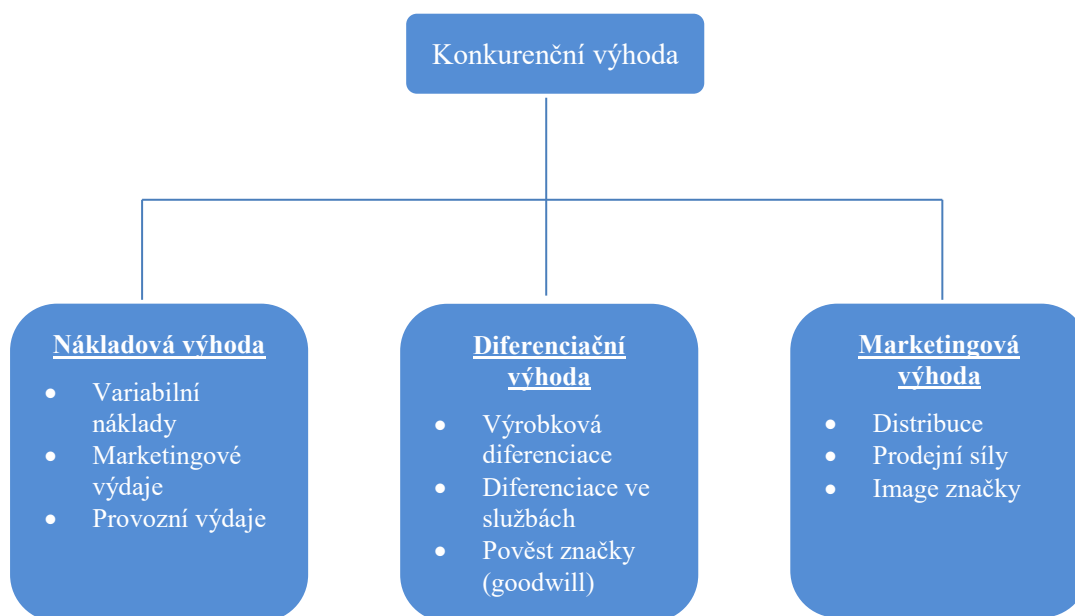 Konkurenční výhoda
Nákladová výhoda
• Variabilní
náklady
• Marketingové
výdaje
• Provozní výdaje
Diferenciační
výhoda
• Výrobková
diferenciace
• Diferenciace ve
službách
• Pověst značky
(goodwill)
Marketingová
výhoda
• Distribuce
• Prodejní síly
• Image značky